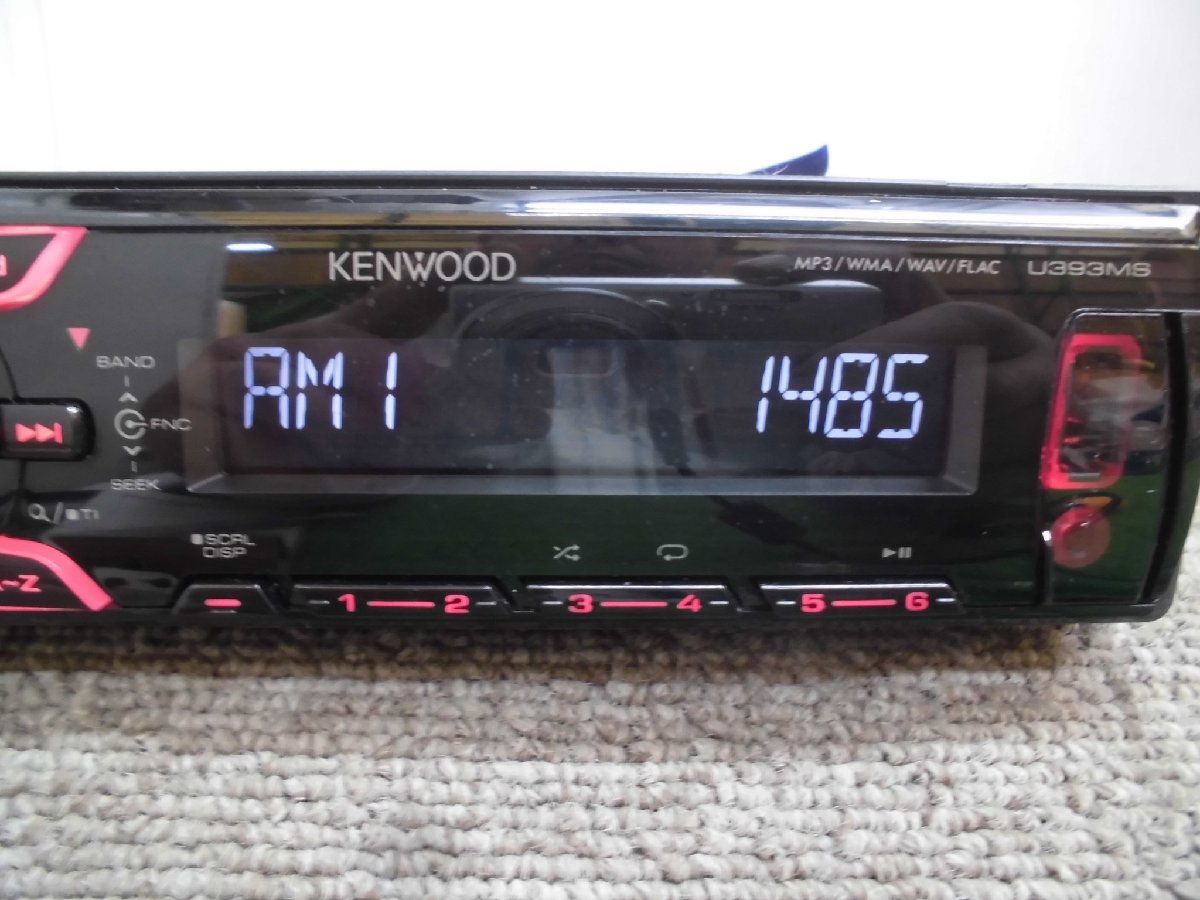 KENWOOD
MP3/WMA/WAV/FLAC U393MS
BAND
AM1 1485
FNC
SEEK
/■TI
■SCRL
DISP
~Z
1 2 3 4 5 6